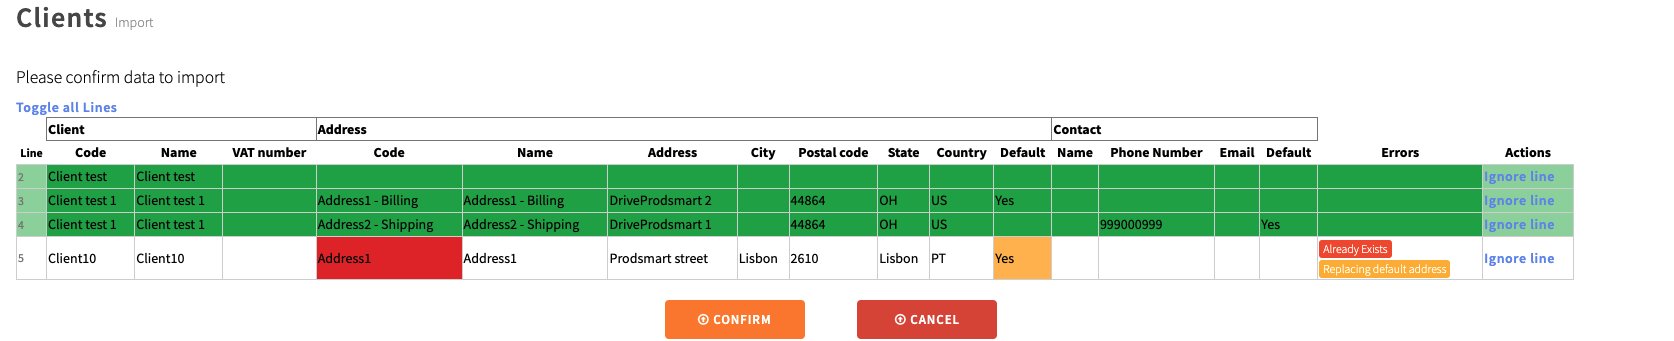 Clients Import
Please confirm data to import
Toggle all Lines
Client Address Contact
Line Code Name VAT number Code Name Address City Postal code State Country Default Name Phone Number Email Default Errors Actions
2 Client test Client test Ignore line
3 Client test 1 Client test 1 Address1 - Billing Address1 - Billing DriveProdsmart 2 44864 OH US Yes Ignore line
4 Client test 1 Client test 1 Address2 - Shipping Address2 - Shipping DriveProdsmart 1 44864 OH US 999000999 Yes Ignore line
5 Client10 Client10 Address1 Address1 Prodsmart street Lisbon 2610 Lisbon PT Yes Already Exists Ignore line
Replacing default address
CONFIRM CANCEL